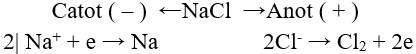 Catot ( – ) ←NaCl →Anot ( + )
2| Na⁺ + e → Na 2Cl⁻ → Cl₂ + 2e